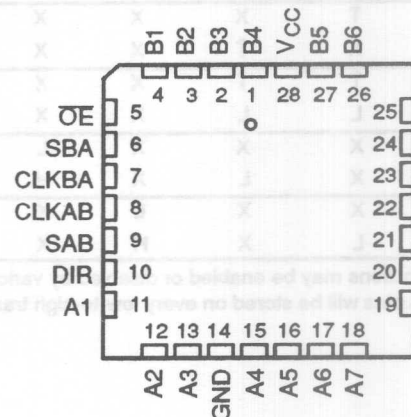 B1 B2 B3 B4 VCC B5 B6
4 3 2 1 28 27 26
OE 5 25
SBA 6 24
CLKBA 7 23
CLKAB 8 22
SAB 9 21
DIR 10 20
A1 11 19
12 13 14 15 16 17 18
A2 A3 GND A4 A5 A6 A7